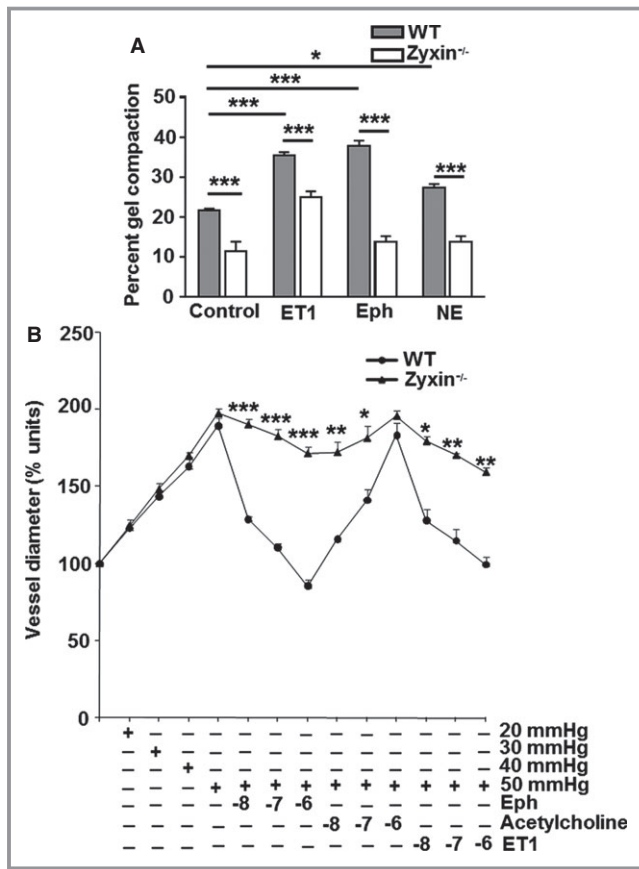 A
WT
Zyxin-/-
*
***
***
***
***
***
***
Percent gel compaction
50
40
30
20
10
0
Control ET1 Eph NE
B
WT
Zyxin-/-
Vessel diameter (% units)
250
200
150
100
50
0
*** *** *** ** * * ** **
+ – – – – – – – – – – – – 20 mmHg
– + – – – – – – – – – – – 30 mmHg
– – + – – – – – – – – – – 40 mmHg
– – – + + + + + + + + + + 50 mmHg
– – – – -8 -7 -6 – – – – – – Eph
– – – – – – – -8 -7 -6 – – – Acetylcholine
– – – – – – – – – – -8 -7 -6 ET1